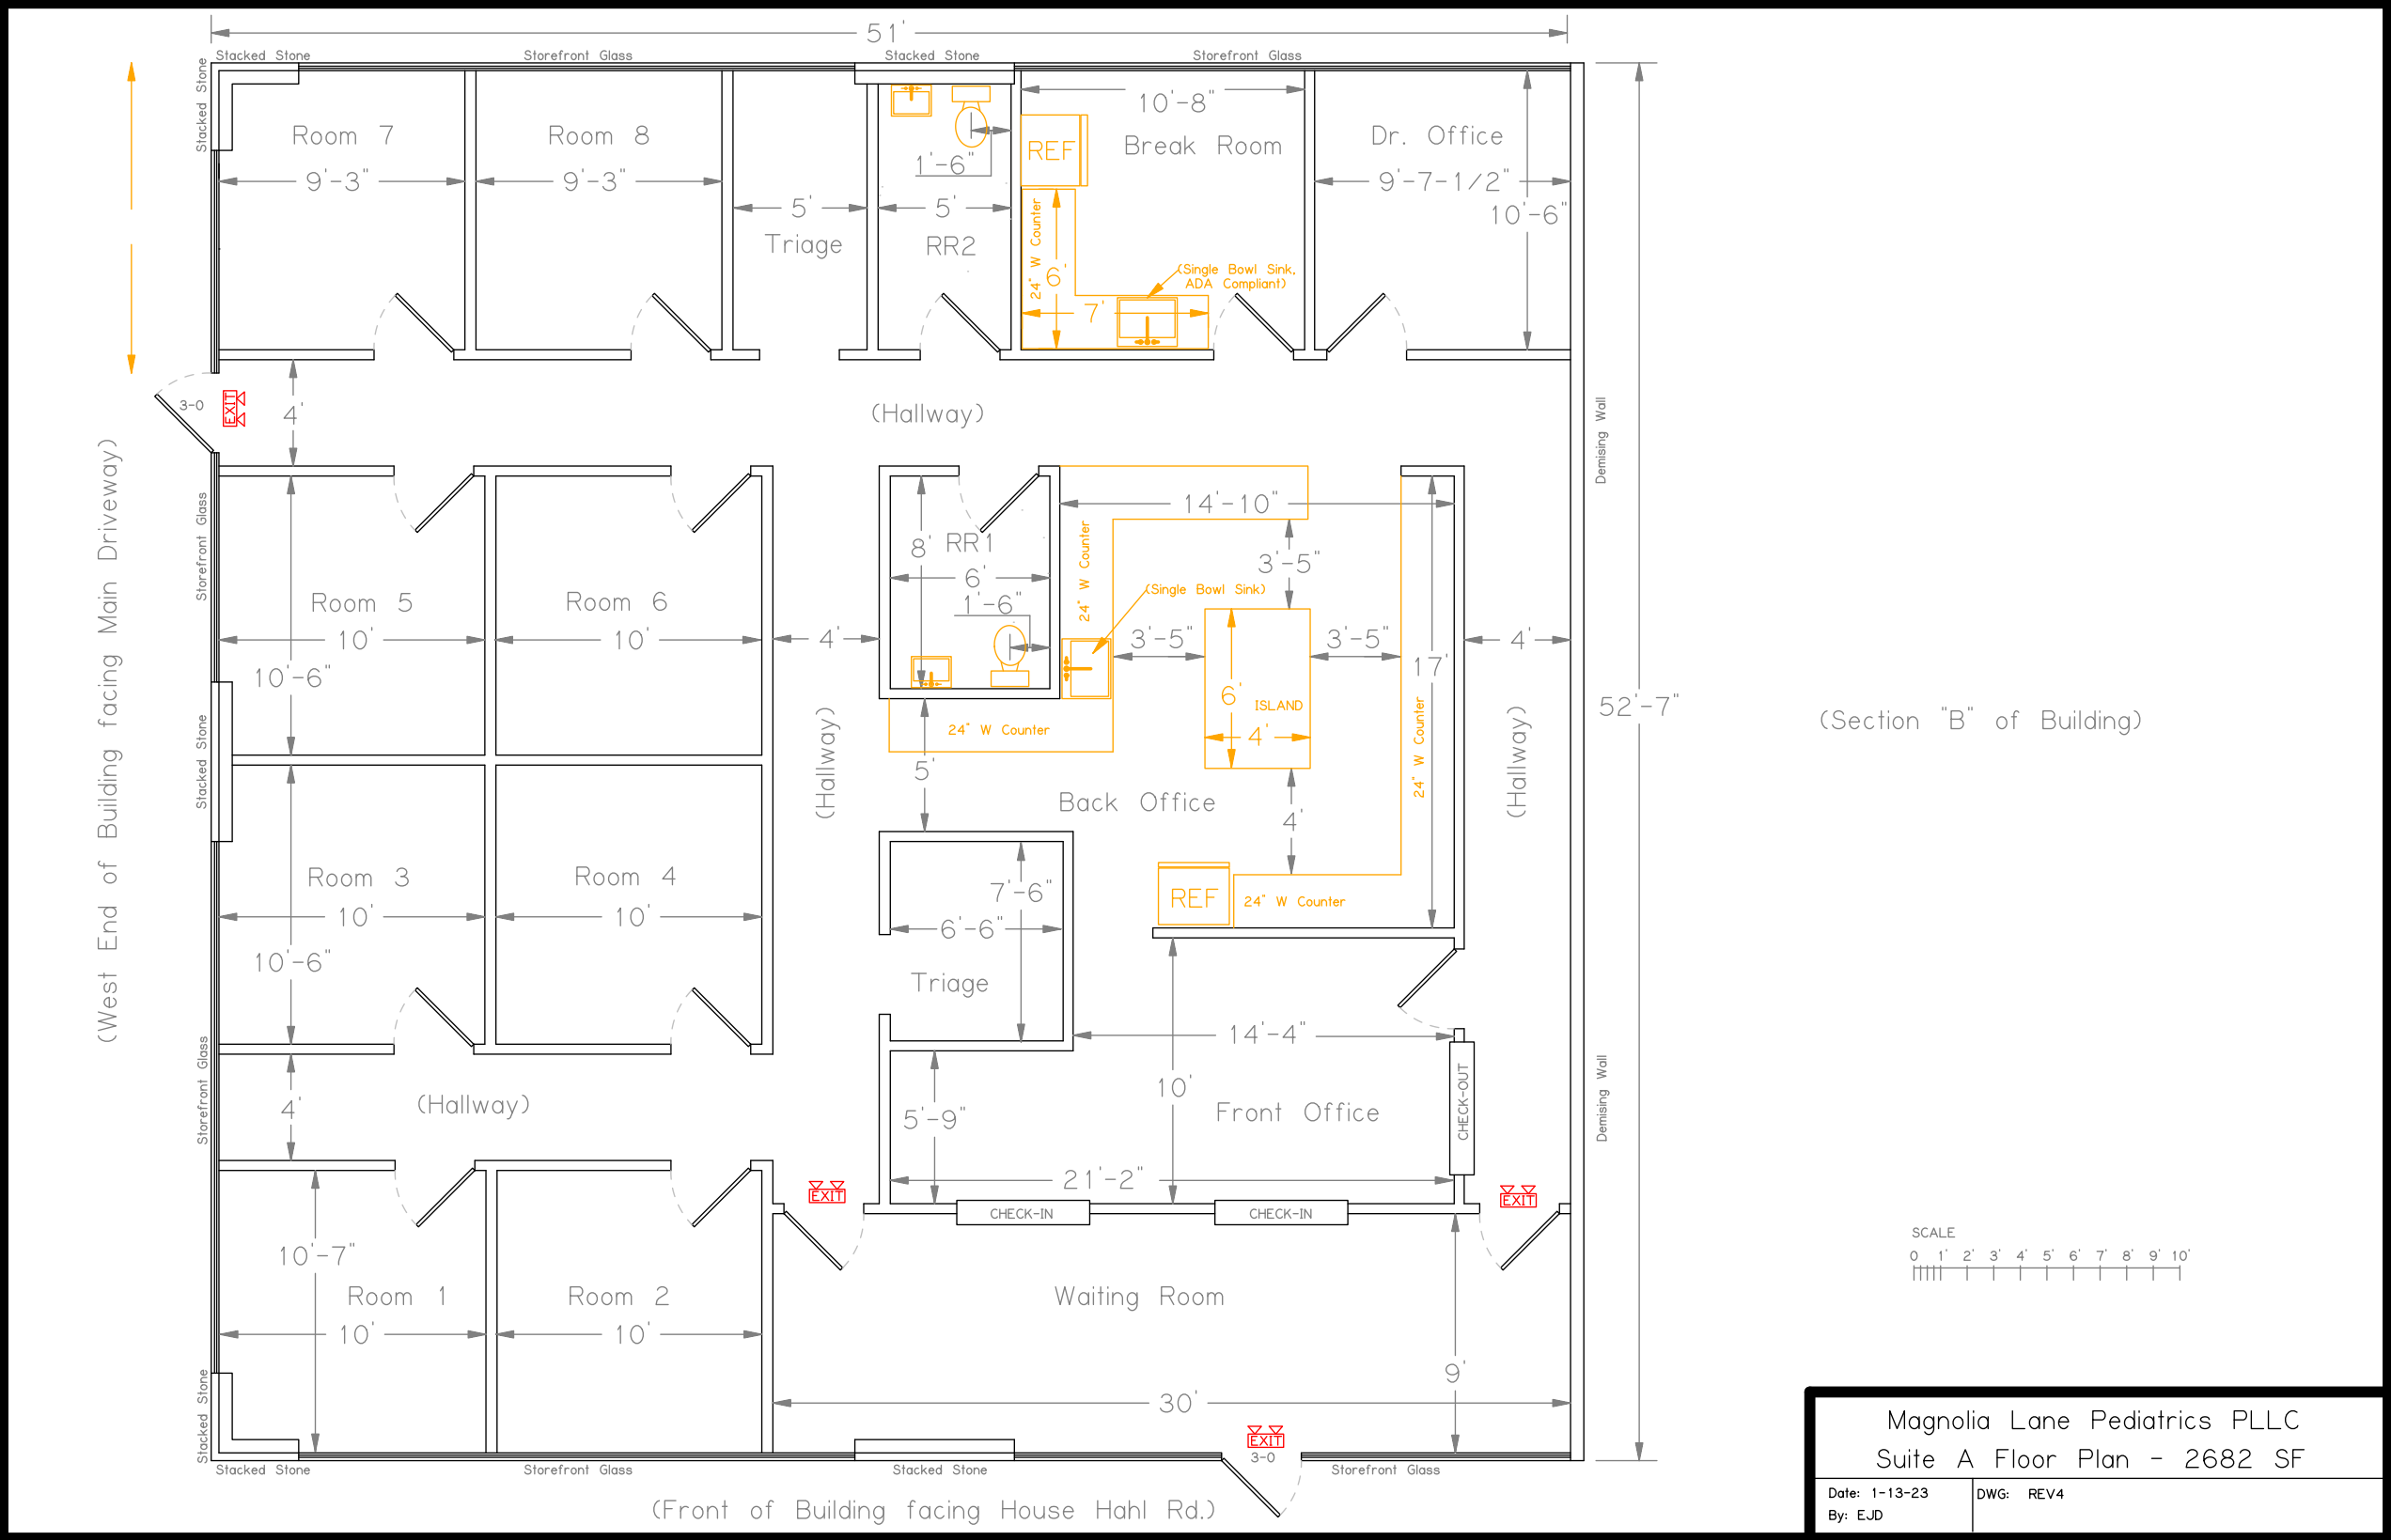 51'
Stacked Stone
Storefront Glass
Stacked Stone
Storefront Glass
Stacked Stone
Room 7
9'-3"
Room 8
9'-3"
5'
Triage
1'-6"
5'
RR2
10'-8"
Break Room
REF
24" W Counter
6'
7'
(Single Bowl Sink,
ADA Compliant)
Dr. Office
9'-7-1/2"
10'-6"
3-0
EXIT
4'
(Hallway)
Demising Wall
(West End of Building facing Main Driveway)
Storefront Glass
Room 5
10'
10'-6"
Room 6
10'
4'
(Hallway)
8'
RR1
6'
1'-6"
14'-10"
24" W Counter
(Single Bowl Sink)
3'-5"
3'-5"
3'-5"
6'
ISLAND
4'
17'
24" W Counter
4'
(Hallway)
52'-7"
(Section "B" of Building)
Stacked Stone
24" W Counter
5'
Back Office
4'
REF
24" W Counter
Room 3
10'
10'-6"
Room 4
10'
7'-6"
6'-6"
Triage
14'-4"
10'
Front Office
5'-9"
21'-2"
CHECK-OUT
Demising Wall
Storefront Glass
4'
(Hallway)
EXIT
CHECK-IN
CHECK-IN
EXIT
10'-7"
Room 1
10'
Room 2
10'
Waiting Room
30'
9'
EXIT
3-0
Stacked Stone
Stacked Stone
Storefront Glass
Stacked Stone
Storefront Glass
(Front of Building facing House Hahl Rd.)
SCALE
0 1' 2' 3' 4' 5' 6' 7' 8' 9' 10'
Magnolia Lane Pediatrics PLLC
Suite A Floor Plan - 2682 SF
Date: 1-13-23
By: EJD
DWG: REV4